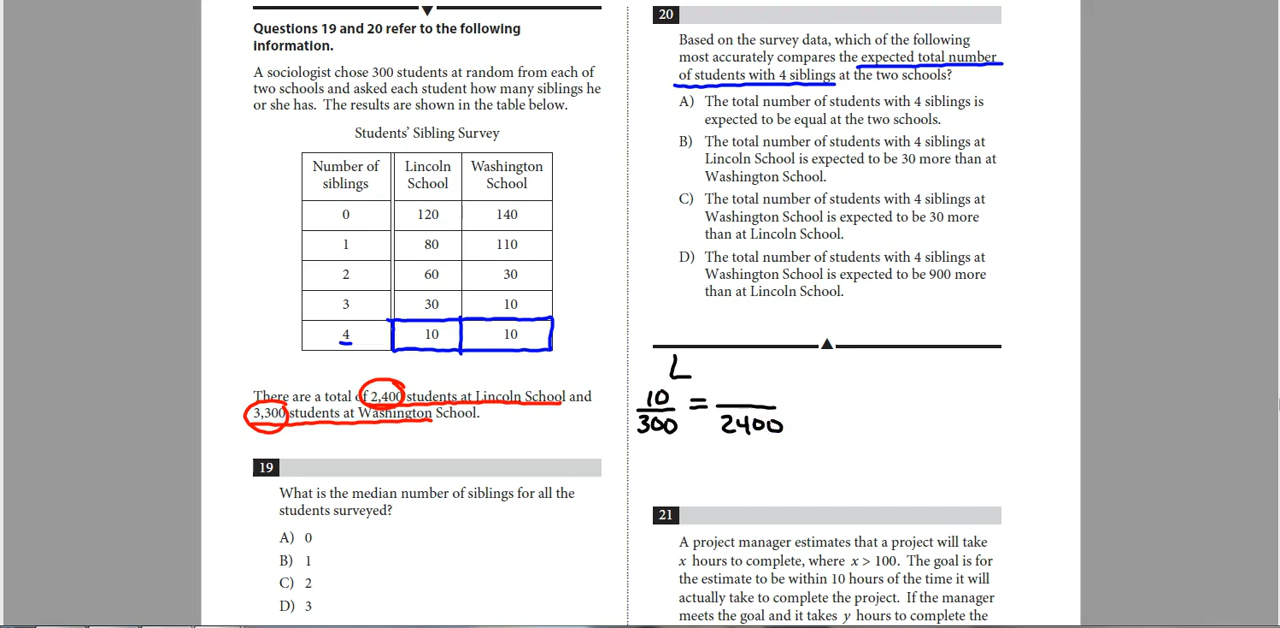 Questions 19 and 20 refer to the following
information.
A sociologist chose 300 students at random from each of
two schools and asked each student how many siblings he
or she has. The results are shown in the table below.
Students' Sibling Survey
Number of siblings Lincoln School Washington School
0 120 140
1 80 110
2 60 30
3 30 10
4 10 10
There are a total of 2,400 students at Lincoln School and
3,300 students at Washington School.
19
What is the median number of siblings for all the
students surveyed?
A) 0
B) 1
C) 2
D) 3
20
Based on the survey data, which of the following
most accurately compares the expected total number
of students with 4 siblings at the two schools?
A) The total number of students with 4 siblings is
expected to be equal at the two schools.
B) The total number of students with 4 siblings at
Lincoln School is expected to be 30 more than at
Washington School.
C) The total number of students with 4 siblings at
Washington School is expected to be 30 more
than at Lincoln School.
D) The total number of students with 4 siblings at
Washington School is expected to be 900 more
than at Lincoln School.
L
10 =
300 2400
21
A project manager estimates that a project will take
x hours to complete, where x > 100. The goal is for
the estimate to be within 10 hours of the time it will
actually take to complete the project. If the manager
meets the goal and it takes y hours to complete the